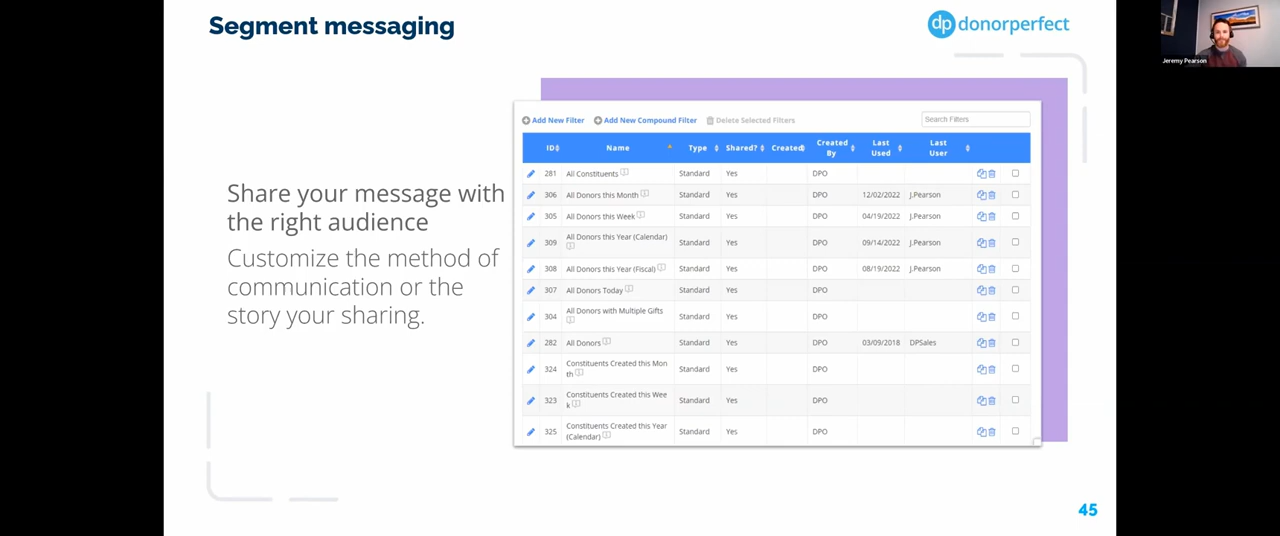 Segment messaging
dp donorperfect
Jeremy Pearson
Share your message with
the right audience
Customize the method of
communication or the
story your sharing.
Add New Filter Add New Compound Filter Delete Selected Filters Search Filters
ID Name Type Shared? Created Created By Last Used Last User
281 All Constituents Standard Yes DPO
306 All Donors this Month Standard Yes DPO 12/02/2022 J.Pearson
305 All Donors this Week Standard Yes DPO 04/19/2022 J.Pearson
309 All Donors this Year (Calendar) Standard Yes DPO 09/14/2022 J.Pearson
308 All Donors this Year (Fiscal) Standard Yes DPO 08/19/2022 J.Pearson
307 All Donors Today Standard Yes DPO
304 All Donors with Multiple Gifts Standard Yes DPO
282 All Donors Standard Yes DPO 03/09/2018 DPSales
324 Constituents Created this Mon
th Standard Yes DPO
323 Constituents Created this Wee
k Standard Yes DPO
325 Constituents Created this Year
(Calendar) Standard Yes DPO
45